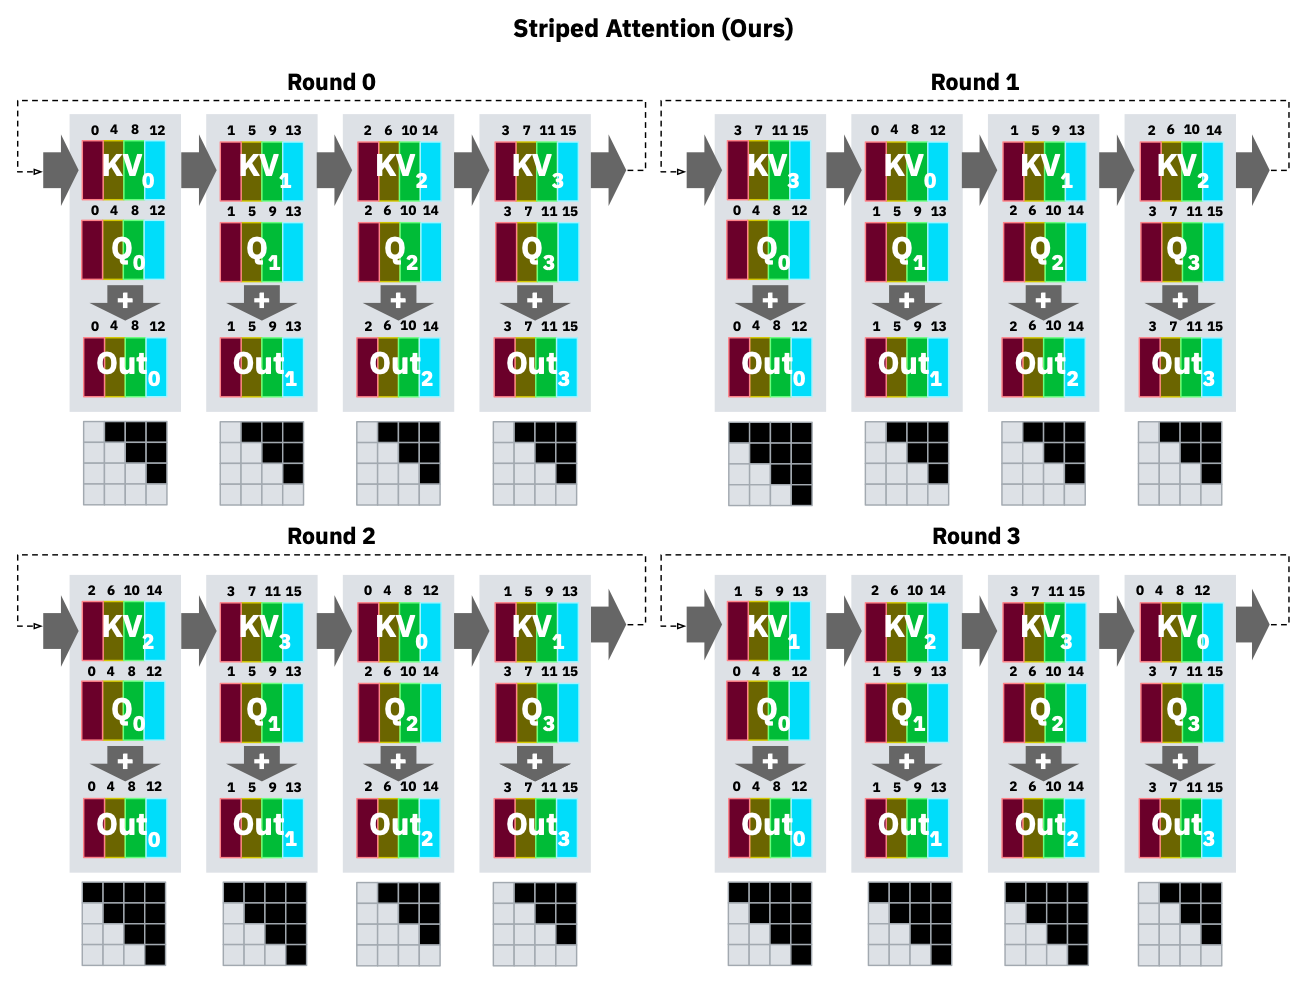 Striped Attention (Ours)
Round 0
0 4 8 12 1 5 9 13 2 6 10 14 3 7 11 15
KV0 KV1 KV2 KV3
0 4 8 12 1 5 9 13 2 6 10 14 3 7 11 15
Q0 Q1 Q2 Q3
+ + + +
0 4 8 12 1 5 9 13 2 6 10 14 3 7 11 15
Out0 Out1 Out2 Out3
Round 1
3 7 11 15 0 4 8 12 1 5 9 13 2 6 10 14
KV3 KV0 KV1 KV2
0 4 8 12 1 5 9 13 2 6 10 14 3 7 11 15
Q0 Q1 Q2 Q3
+ + + +
0 4 8 12 1 5 9 13 2 6 10 14 3 7 11 15
Out0 Out1 Out2 Out3
Round 2
2 6 10 14 3 7 11 15 0 4 8 12 1 5 9 13
KV2 KV3 KV0 KV1
0 4 8 12 1 5 9 13 2 6 10 14 3 7 11 15
Q0 Q1 Q2 Q3
+ + + +
0 4 8 12 1 5 9 13 2 6 10 14 3 7 11 15
Out0 Out1 Out2 Out3
Round 3
1 5 9 13 2 6 10 14 3 7 11 15 0 4 8 12
KV1 KV2 KV3 KV0
0 4 8 12 1 5 9 13 2 6 10 14 3 7 11 15
Q0 Q1 Q2 Q3
+ + + +
0 4 8 12 1 5 9 13 2 6 10 14 3 7 11 15
Out0 Out1 Out2 Out3